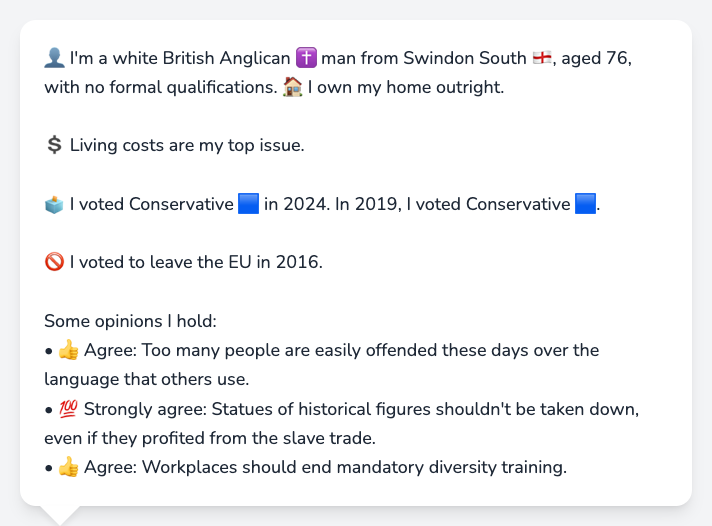 👤 I'm a white British Anglican ✝️ man from Swindon South 🏴󠁧󠁢󠁥󠁮󠁧󠁿, aged 76,
with no formal qualifications. 🏠 I own my home outright.
💲 Living costs are my top issue.
🗳️ I voted Conservative 🟦 in 2024. In 2019, I voted Conservative 🟦.
🚫 I voted to leave the EU in 2016.
Some opinions I hold:
• 👍 Agree: Too many people are easily offended these days over the
language that others use.
• 💯 Strongly agree: Statues of historical figures shouldn't be taken down,
even if they profited from the slave trade.
• 👍 Agree: Workplaces should end mandatory diversity training.